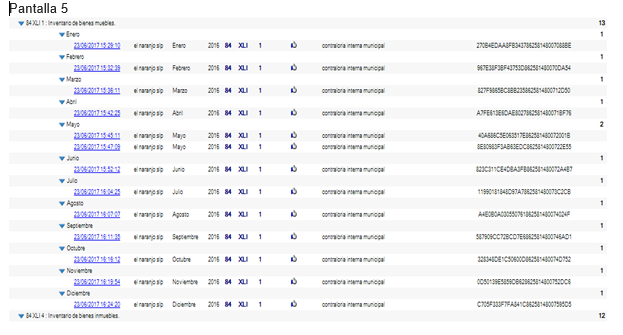 Pantalla 5
84 XLI 1 : Inventario de bienes muebles. 13
Enero 1
23/06/2017 15:29:10 el naranjo slp Enero 2016 84 XLI 1 contraloria interna municipal
Febrero 1
23/06/2017 15:32:39 el naranjo slp Febrero 2016 84 XLI 1 contraloria interna municipal
Marzo 1
23/06/2017 15:36:11 el naranjo slp Marzo 2016 84 XLI 1 contraloria interna municipal
Abril 1
23/06/2017 15:42:25 el naranjo slp Abril 2016 84 XLI 1 contraloria interna municipal
Mayo 2
23/06/2017 15:45:11 el naranjo slp Mayo 2016 84 XLI 1 contraloria interna municipal
23/06/2017 15:47:09 el naranjo slp Mayo 2016 84 XLI 1 contraloria interna municipal
Junio 1
23/06/2017 15:52:12 el naranjo slp Junio 2016 84 XLI 1 contraloria interna municipal
Julio 1
23/06/2017 16:04:25 el naranjo slp Julio 2016 84 XLI 1 contraloria interna municipal
Agosto 1
23/06/2017 16:07:07 el naranjo slp Agosto 2016 84 XLI 1 contraloria interna municipal
Septiembre 1
23/06/2017 16:11:35 el naranjo slp Septiembre 2016 84 XLI 1 contraloria interna municipal
Octubre 1
23/06/2017 16:16:12 el naranjo slp Octubre 2016 84 XLI 1 contraloria interna municipal
Noviembre 1
23/06/2017 16:19:54 el naranjo slp Noviembre 2016 84 XLI 1 contraloria interna municipal
Diciembre 1
23/06/2017 16:24:20 el naranjo slp Diciembre 2016 84 XLI 1 contraloria interna municipal
84 XLI 4 : Inventario de bienes inmuebles. 12